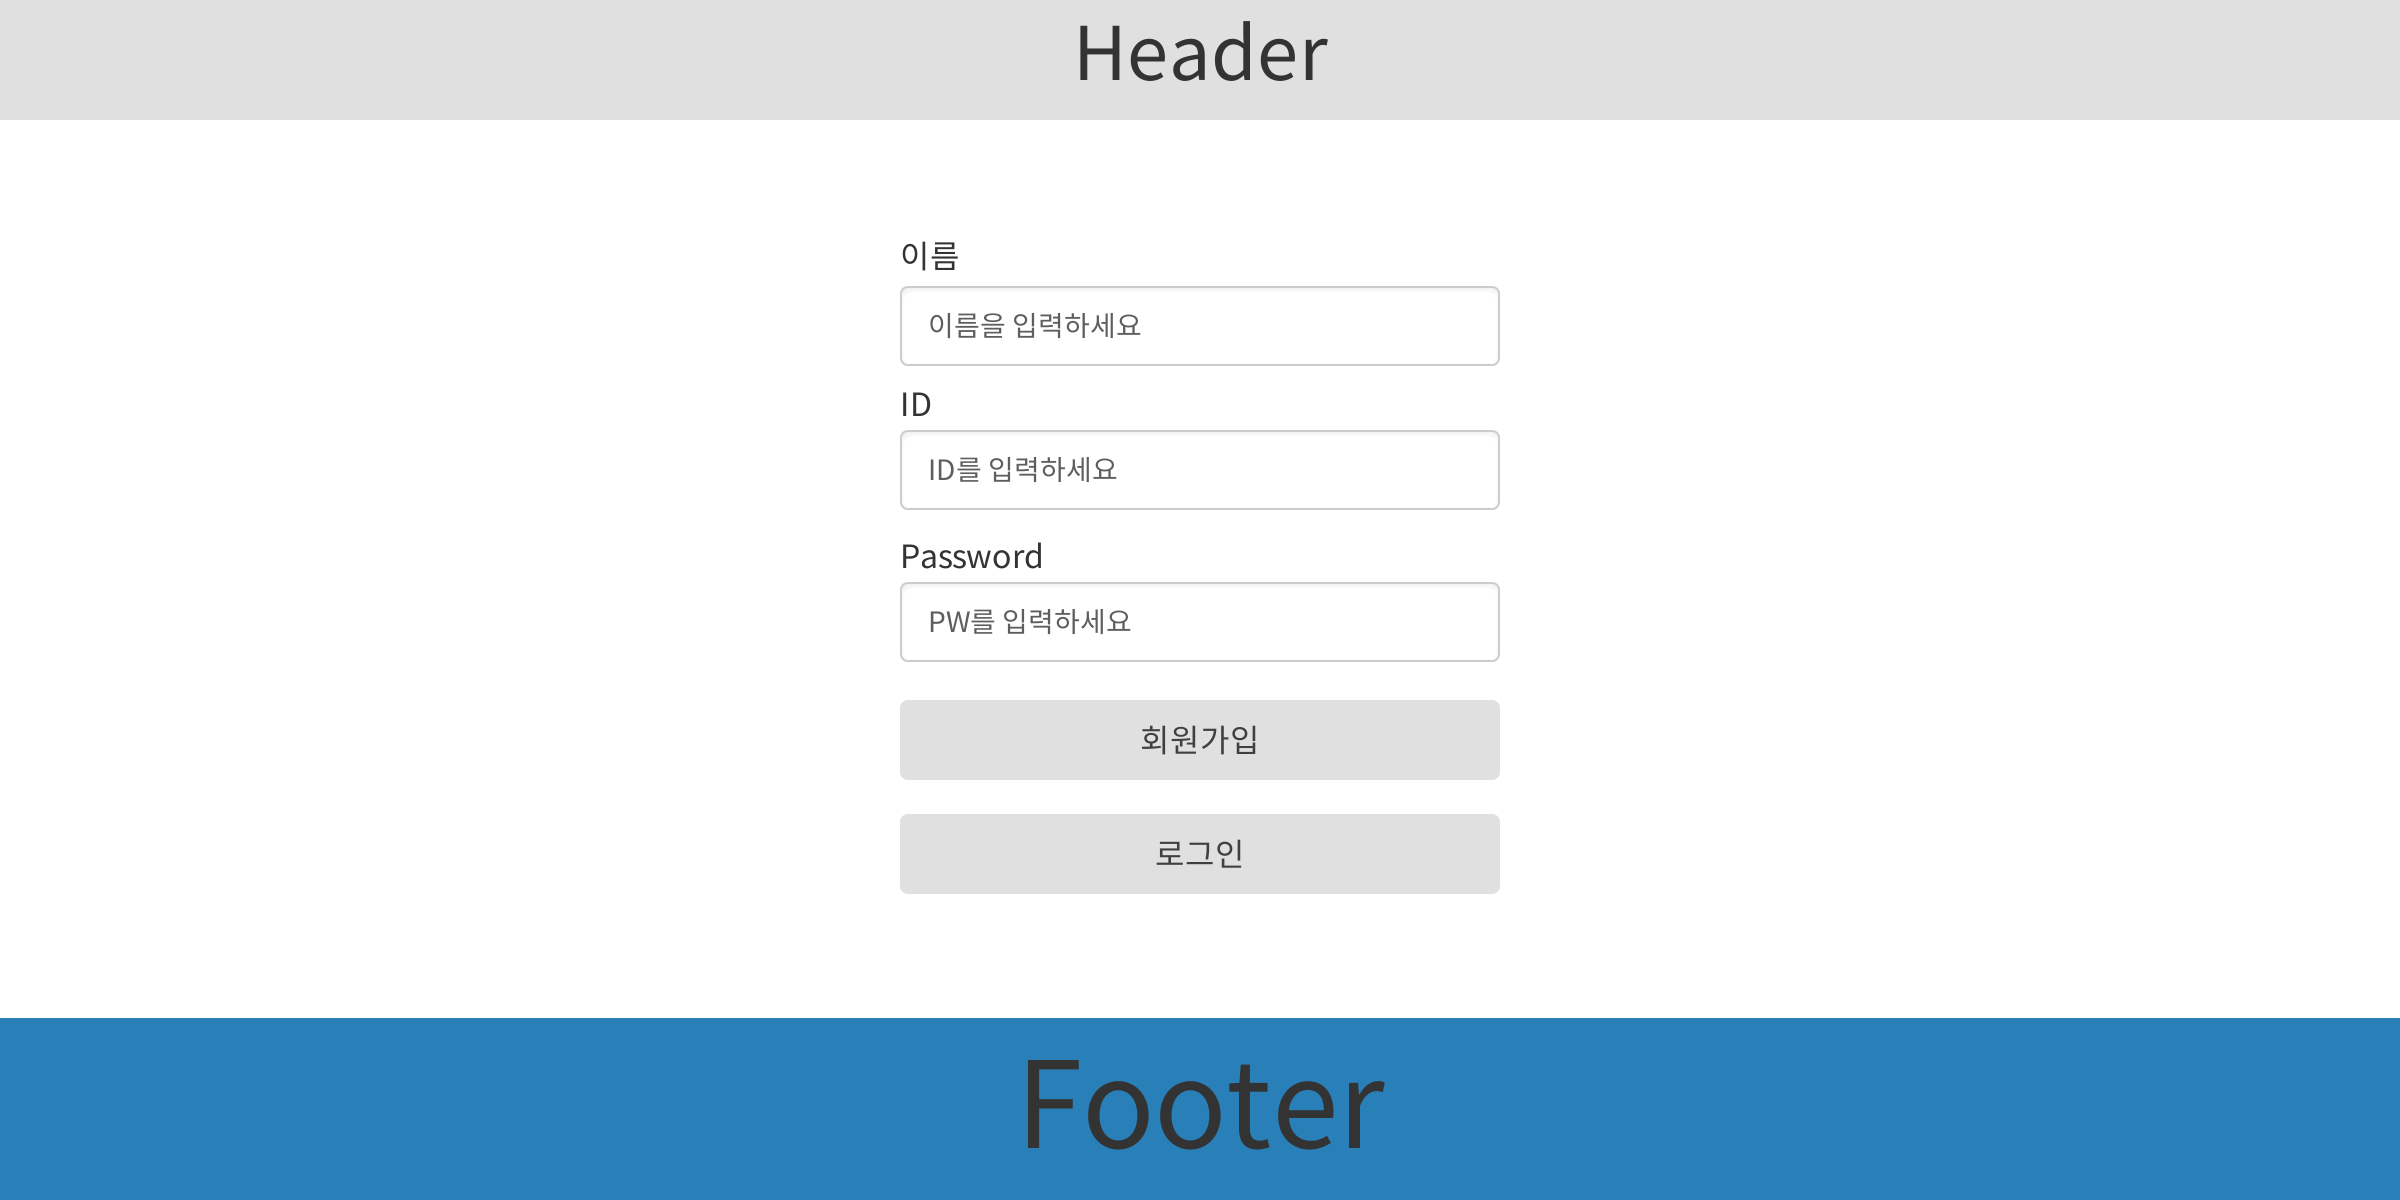 Header
이름
이름을 입력하세요
ID
ID를 입력하세요
Password
PW를 입력하세요
회원가입
로그인
Footer